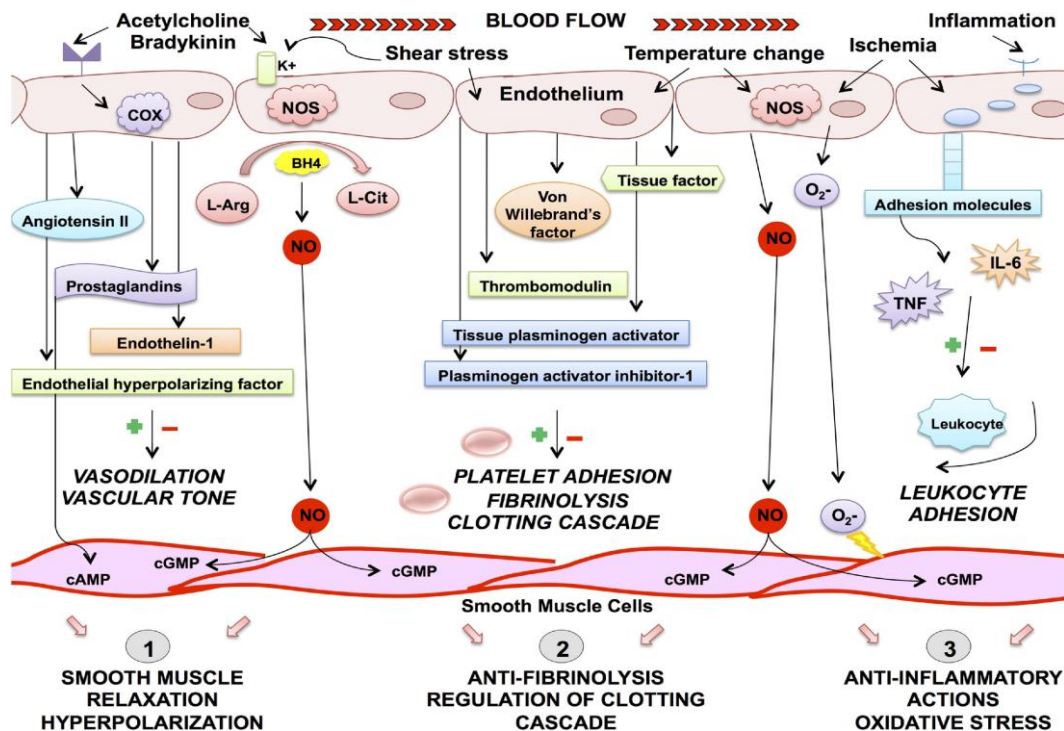 Acetylcholine
Bradykinin
BLOOD FLOW
Inflammation
K+
Shear stress
Temperature change
Ischemia
COX
NOS
Endothelium
NOS
BH4
L-Arg
L-Cit
Angiotensin II
Von
Willebrand’s
factor
Tissue factor
O2-
Adhesion molecules
NO
NO
Prostaglandins
Thrombomodulin
TNF
IL-6
Endothelin-1
Tissue plasminogen activator
Endothelial hyperpolarizing factor
Plasminogen activator inhibitor-1
+ −
+ −
+ −
Leukocyte
VASODILATION
VASCULAR TONE
PLATELET ADHESION
FIBRINOLYSIS
CLOTTING CASCADE
LEUKOCYTE
ADHESION
NO
NO
O2-
cAMP
cGMP
cGMP
cGMP
cGMP
Smooth Muscle Cells
1
SMOOTH MUSCLE
RELAXATION
HYPERPOLARIZATION
2
ANTI-FIBRINOLYSIS
REGULATION OF CLOTTING
CASCADE
3
ANTI-INFLAMMATORY
ACTIONS
OXIDATIVE STRESS